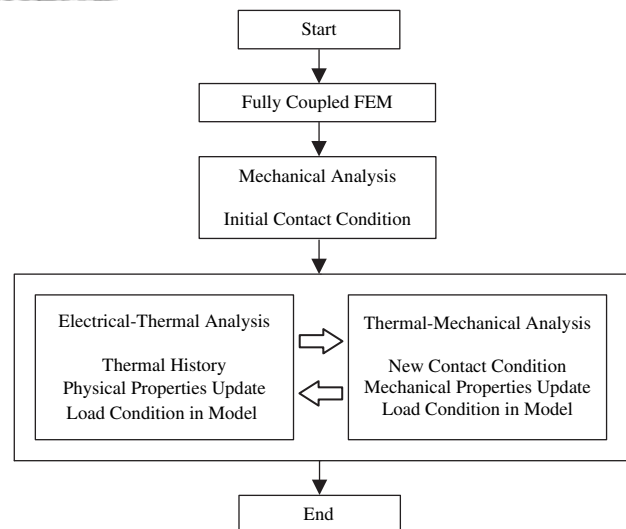 Start
Fully Coupled FEM
Mechanical Analysis
Initial Contact Condition
Electrical-Thermal Analysis
Thermal History
Physical Properties Update
Load Condition in Model
Thermal-Mechanical Analysis
New Contact Condition
Mechanical Properties Update
Load Condition in Model
End